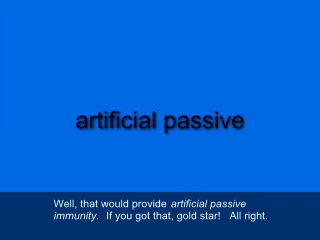 artificial passive
Well, that would provide artificial passive
immunity. If you got that, gold star! All right.